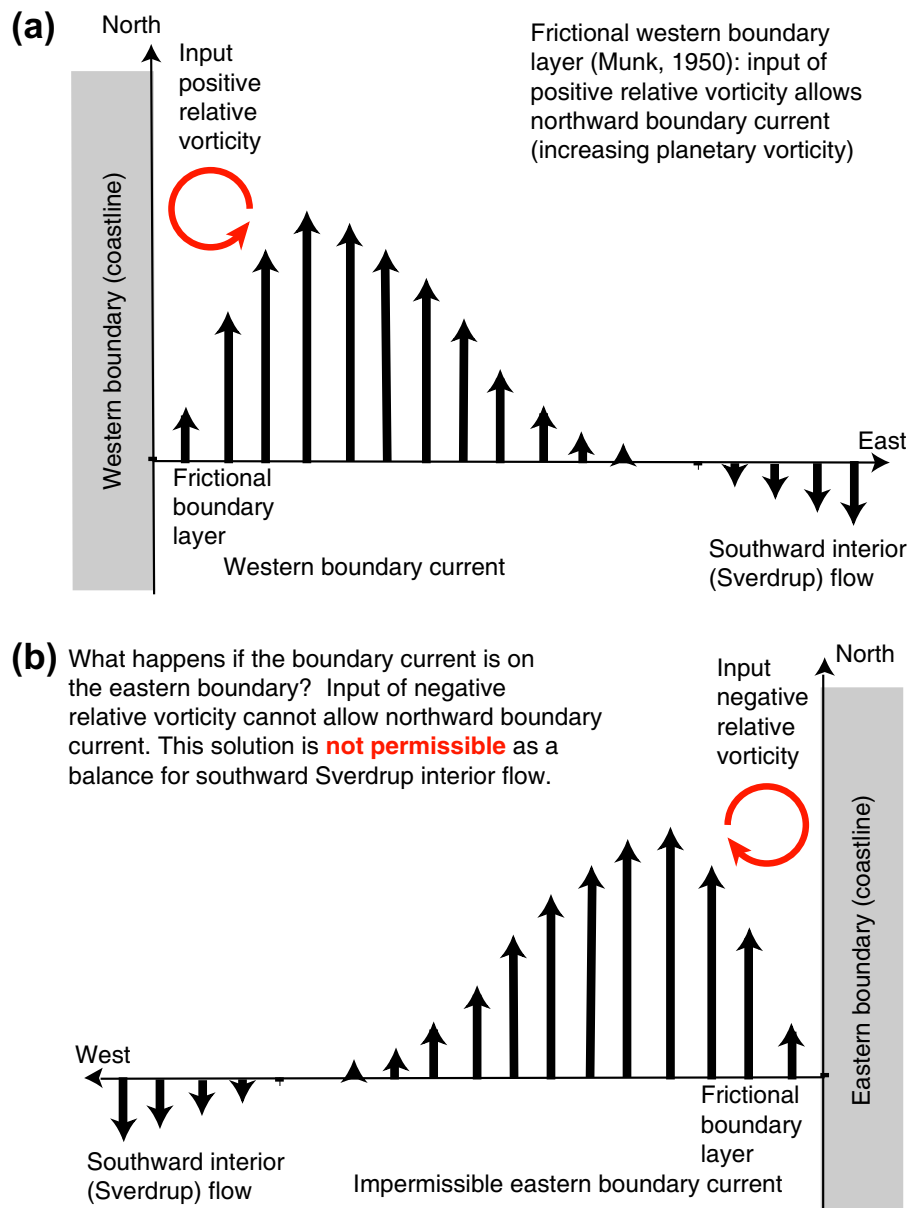 (a)
North
Input
positive
relative
vorticity
Frictional western boundary
layer (Munk, 1950): input of
positive relative vorticity allows
northward boundary current
(increasing planetary vorticity)
Western boundary (coastline)
East
Frictional
boundary
layer
Western boundary current
Southward interior
(Sverdrup) flow
(b)
What happens if the boundary current is on
the eastern boundary? Input of negative
relative vorticity cannot allow northward boundary
current. This solution is not permissible as a
balance for southward Sverdrup interior flow.
North
Input
negative
relative
vorticity
Eastern boundary (coastline)
West
Southward interior
(Sverdrup) flow
Frictional
boundary
layer
Impermissible eastern boundary current